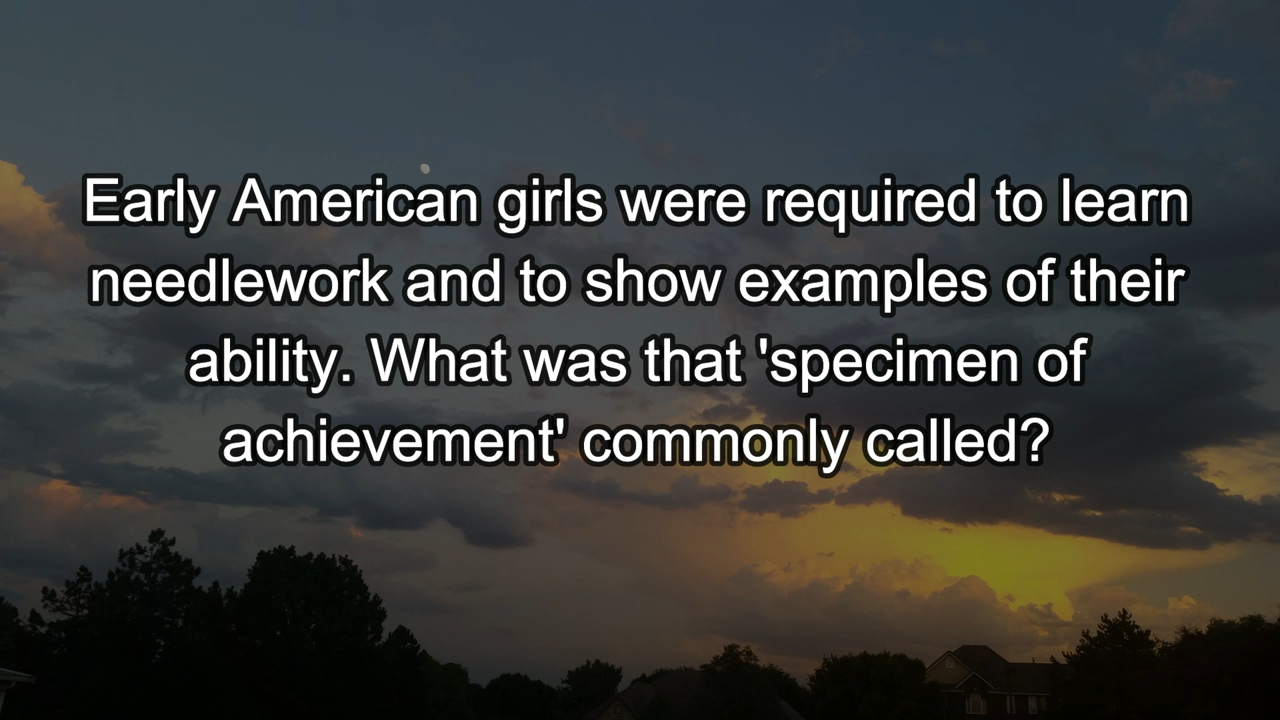 Early American girls were required to learn
needlework and to show examples of their
ability. What was that 'specimen of
achievement' commonly called?